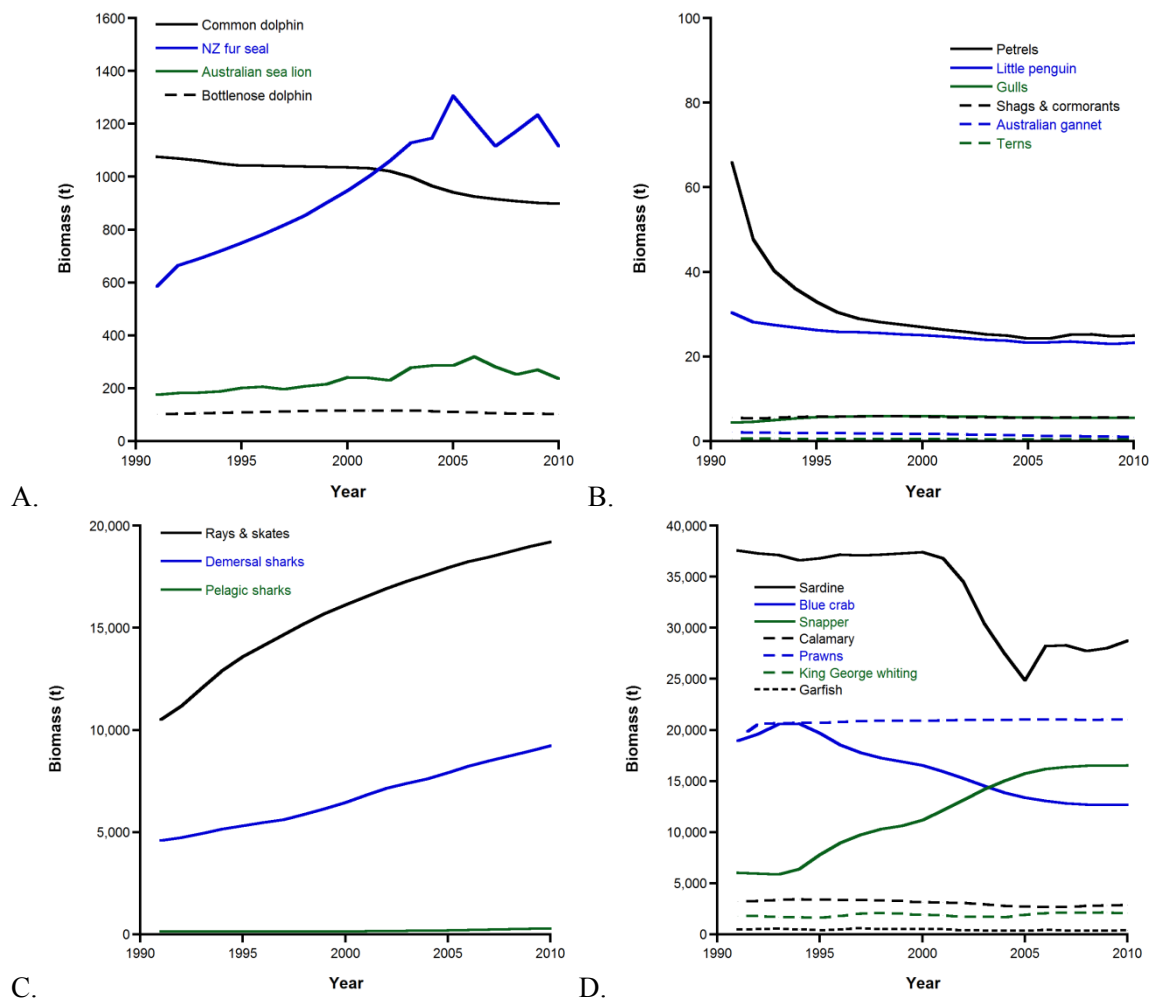 1600
1400
1200
1000
800
600
400
200
0
Biomass (t)
Common dolphin
NZ fur seal
Australian sea lion
Bottlenose dolphin
1990 1995 2000 2005 2010
Year
A.
100
80
60
40
20
0
Biomass (t)
Petrels
Little penguin
Gulls
Shags & cormorants
Australian gannet
Terns
1990 1995 2000 2005 2010
Year
B.
20,000
15,000
10,000
5,000
0
Biomass (t)
Rays & skates
Demersal sharks
Pelagic sharks
1990 1995 2000 2005 2010
Year
C.
40,000
35,000
30,000
25,000
20,000
15,000
10,000
5,000
0
Biomass (t)
Sardine
Blue crab
Snapper
Calamary
Prawns
King George whiting
Garfish
1990 1995 2000 2005 2010
Year
D.